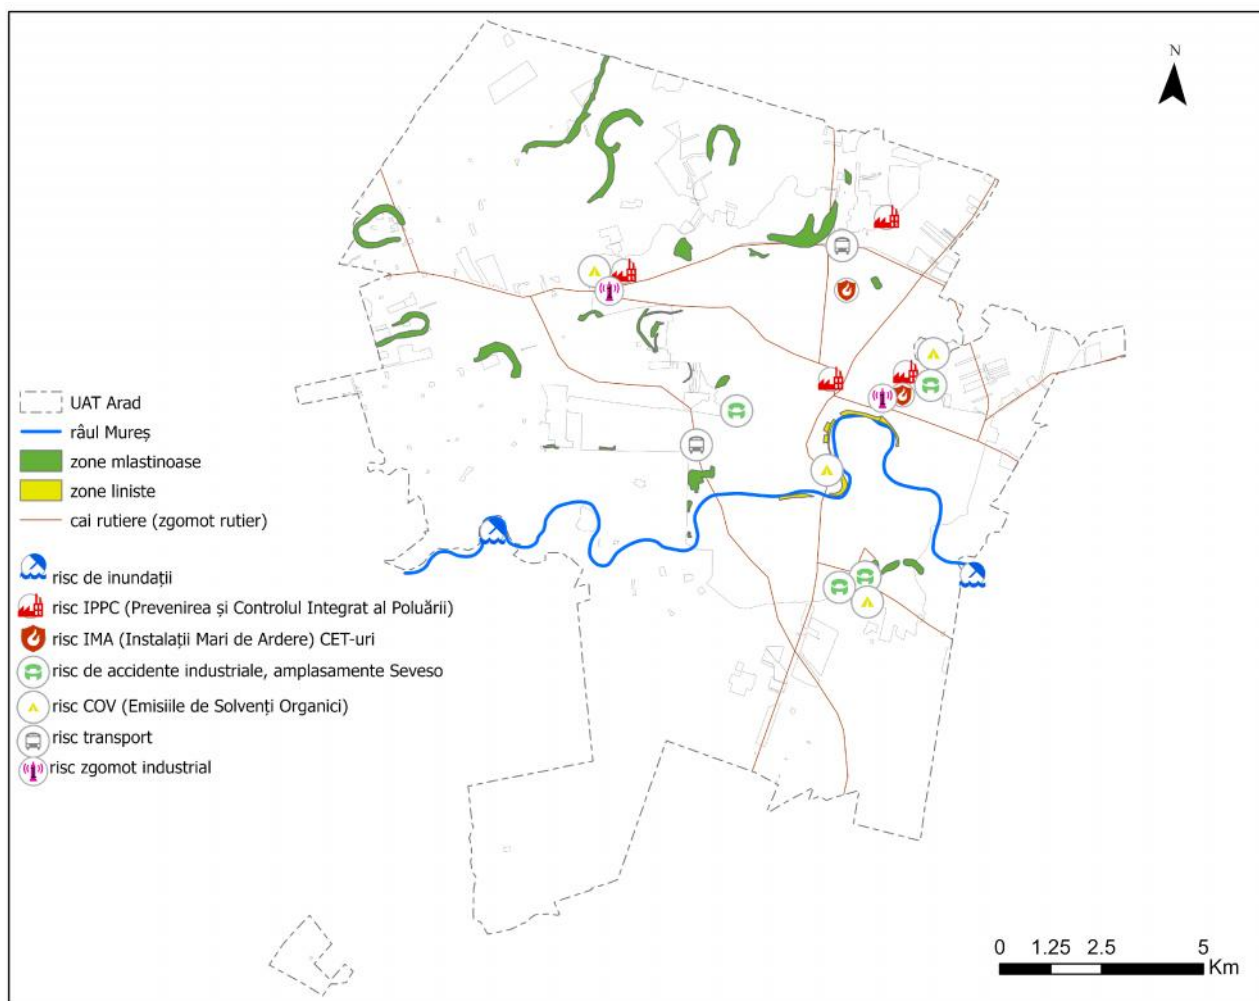 N
UAT Arad
râul Mureș
zone mlastinoase
zone liniste
cai rutiere (zgomot rutier)
risc de inundații
risc IPPC (Prevenirea și Controlul Integrat al Poluării)
risc IMA (Instalații Mari de Ardere) CET-uri
risc de accidente industriale, amplasamente Seveso
risc COV (Emisiile de Solvenți Organici)
risc transport
risc zgomot industrial
0 1.25 2.5 5
Km